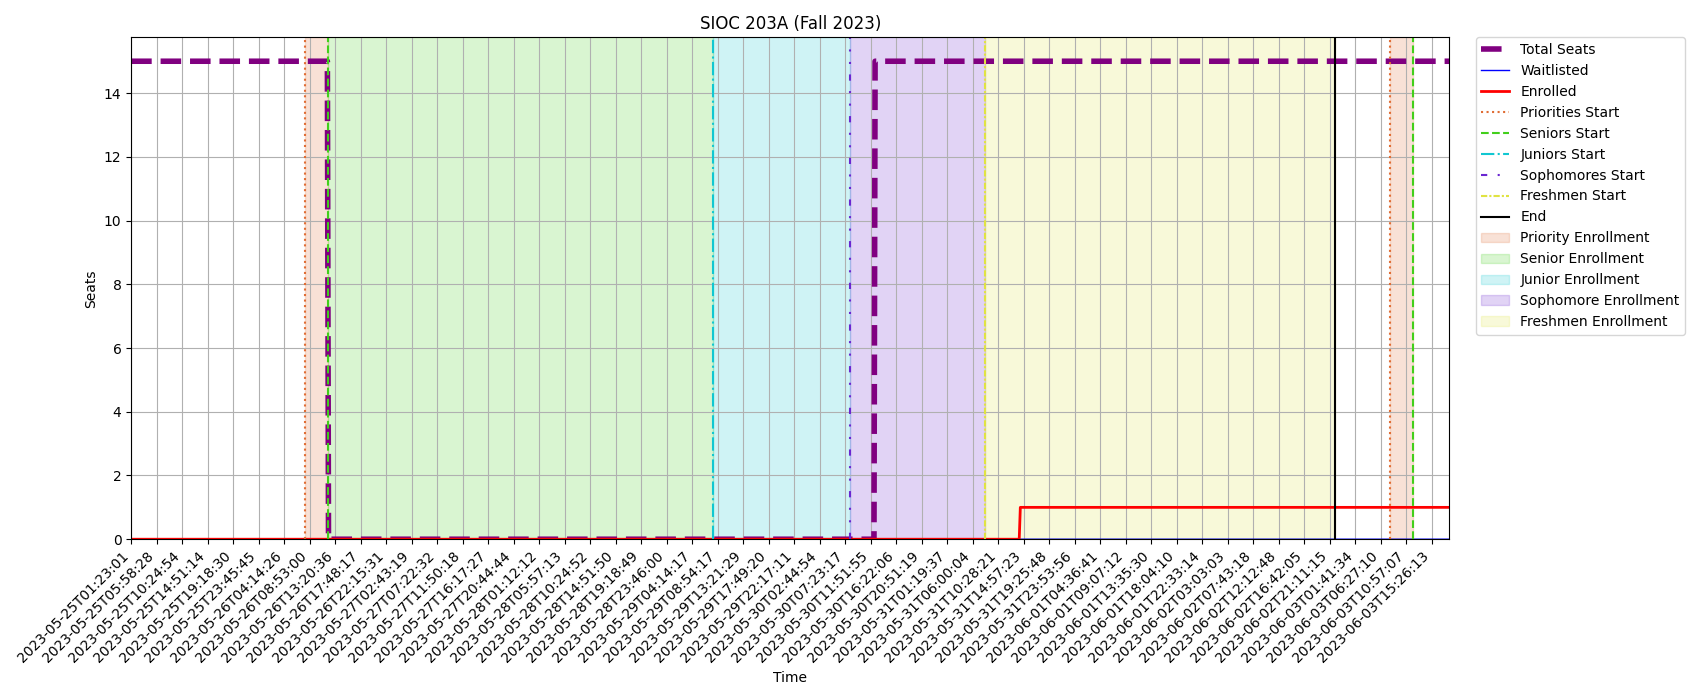 SIOC 203A (Fall 2023)
Seats
14
12
10
8
6
4
2
0
2023-05-25T01:23:01
2023-05-25T05:58:28
2023-05-25T10:24:54
2023-05-25T14:51:14
2023-05-25T19:18:30
2023-05-25T23:45:45
2023-05-26T04:14:26
2023-05-26T08:53:00
2023-05-26T13:20:36
2023-05-26T17:48:17
2023-05-26T22:15:31
2023-05-27T02:43:19
2023-05-27T07:22:32
2023-05-27T11:50:18
2023-05-27T16:17:27
2023-05-27T20:44:44
2023-05-28T01:12:12
2023-05-28T05:57:13
2023-05-28T10:24:52
2023-05-28T14:51:50
2023-05-28T19:18:49
2023-05-28T23:46:00
2023-05-29T04:14:17
2023-05-29T08:54:17
2023-05-29T13:21:29
2023-05-29T17:49:20
2023-05-29T22:17:11
2023-05-30T02:44:54
2023-05-30T07:23:17
2023-05-30T11:51:55
2023-05-30T16:22:06
2023-05-30T20:51:19
2023-05-31T01:19:37
2023-05-31T06:00:04
2023-05-31T10:28:21
2023-05-31T14:57:23
2023-05-31T19:25:48
2023-05-31T23:53:56
2023-06-01T04:36:41
2023-06-01T09:07:12
2023-06-01T13:35:30
2023-06-01T18:04:10
2023-06-01T22:33:14
2023-06-02T03:03:03
2023-06-02T07:43:18
2023-06-02T12:12:48
2023-06-02T16:42:05
2023-06-02T21:11:15
2023-06-03T01:41:34
2023-06-03T06:27:10
2023-06-03T10:57:07
2023-06-03T15:26:13
Time
Total Seats
Waitlisted
Enrolled
Priorities Start
Seniors Start
Juniors Start
Sophomores Start
Freshmen Start
End
Priority Enrollment
Senior Enrollment
Junior Enrollment
Sophomore Enrollment
Freshmen Enrollment